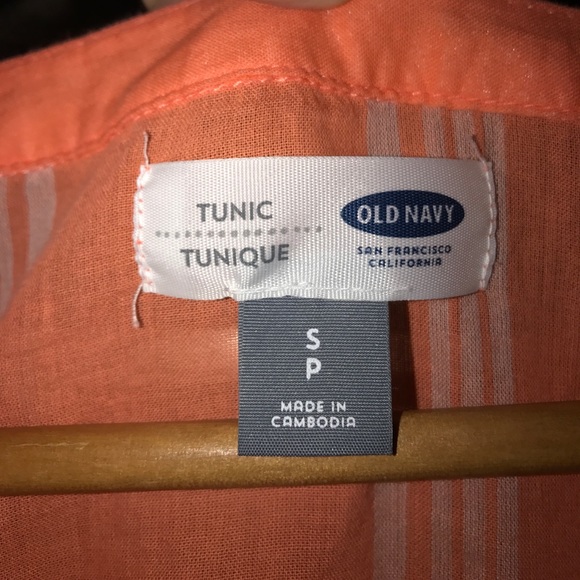 TUNIC
TUNIQUE
OLD NAVY
SAN FRANCISCO
CALIFORNIA
S
P
MADE IN
CAMBODIA